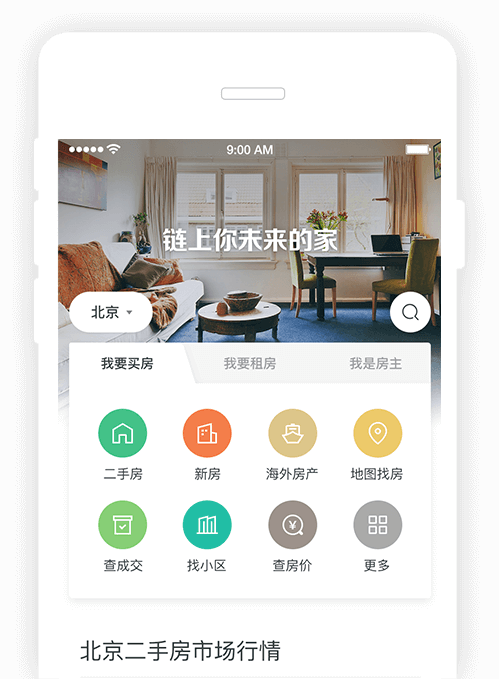 9:00 AM
链上你未来的家
北京
我要买房 我要租房 我是房主
二手房 新房 海外房产 地图找房
查成交 找小区 查房价 更多
北京二手房市场行情